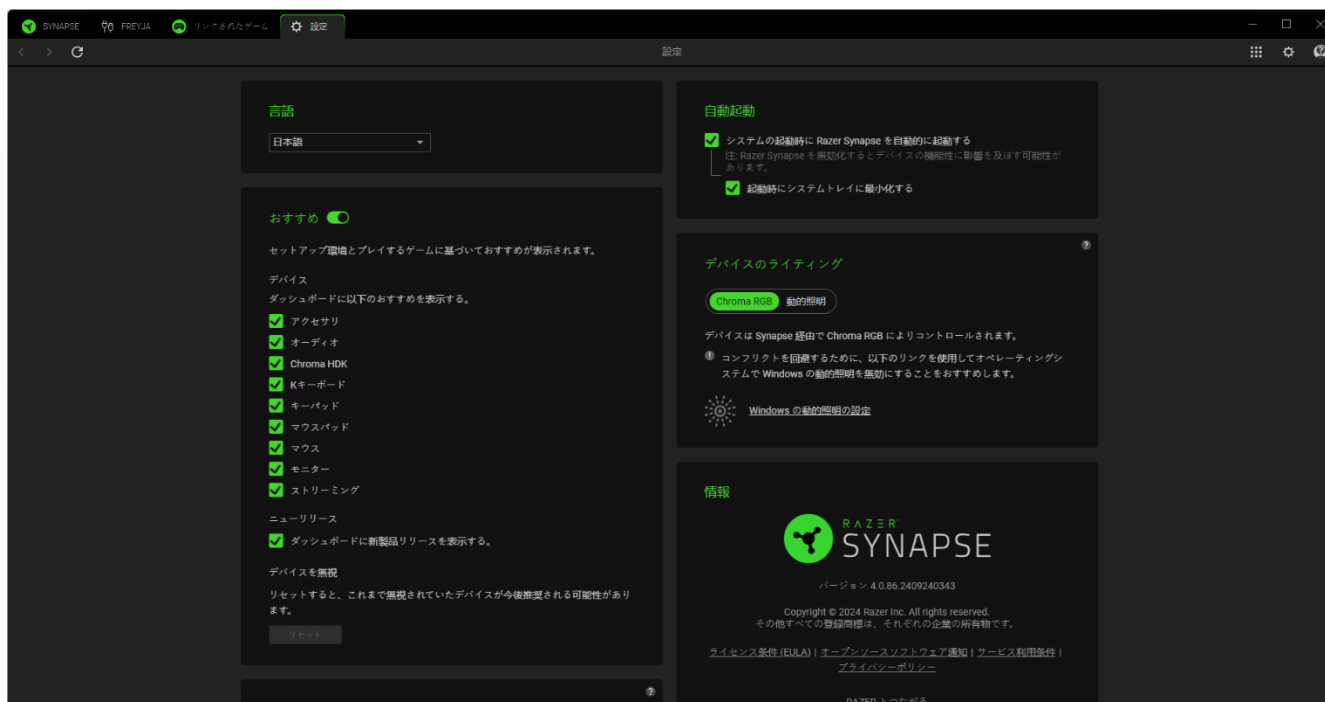 SYNAPSE
FREYJA
リンクされたゲーム
設定
設定
言語
日本語
おすすめ
セットアップ環境とプレイするゲームに基づいておすすめが表示されます。
デバイス
ダッシュボードに以下のおすすめを表示する。
アクセサリ
オーディオ
Chroma HDK
Kキーボード
キーパッド
マウスパッド
マウス
モニター
ストリーミング
ニューリリース
ダッシュボードに新製品リリースを表示する。
デバイスを無視
リセットすると、これまで無視されていたデバイスが今後推奨される可能性があり
ます。
リセット
自動起動
システムの起動時に Razer Synapse を自動的に起動する
注: Razer Synapse を無効化するとデバイスの機能性に影響を及ぼす可能性が
あります。
起動時にシステムトレイに最小化する
デバイスのライティング
Chroma RGB
動的照明
デバイスは Synapse 経由で Chroma RGB によりコントロールされます。
コンフリクトを回避するために、以下のリンクを使用してオペレーティングシ
ステムで Windows の動的照明を無効にすることをおすすめします。
Windows の動的照明の設定
情報
RAZER
SYNAPSE
バージョン 4.0.86.2409240343
Copyright © 2024 Razer Inc. All rights reserved.
その他すべての登録商標は、それぞれの企業の所有物です。
ライセンス条件 (EULA) | オープンソースソフトウェア通知 | サービス利用条件 |
プライバシーポリシー
RAZER とつながる